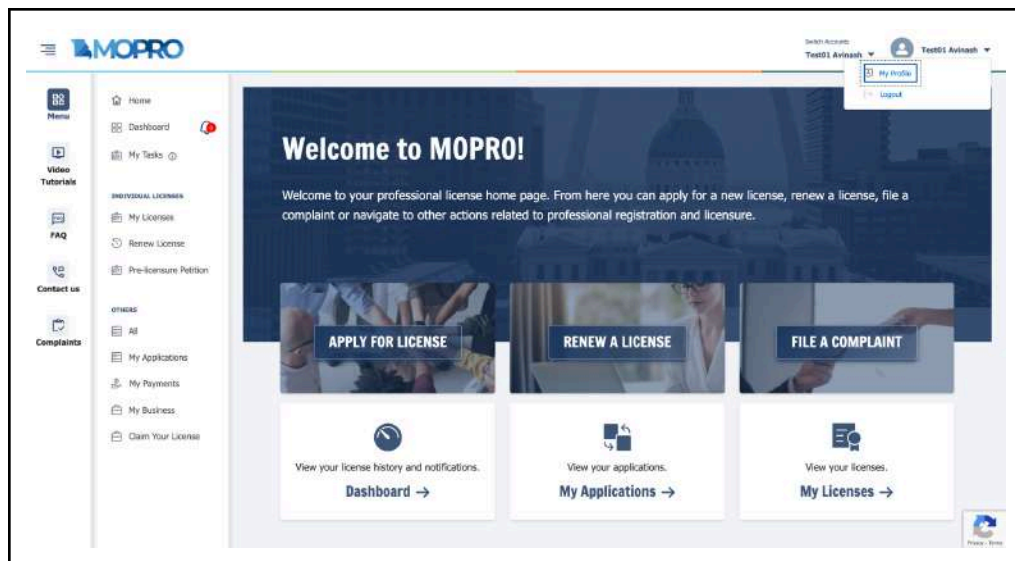 MOPRO
Switch Accounts
Test01 Avinash
Test01 Avinash
My Profile
Logout
Menu
Video
Tutorials
FAQ
Contact us
Complaints
Home
Dashboard
My Tasks
INDIVIDUAL LICENSES
My Licenses
Renew License
Pre-licensure Petition
OTHERS
All
My Applications
My Payments
My Business
Claim Your License
Welcome to MOPRO!
Welcome to your professional license home page. From here you can apply for a new license, renew a license, file a
complaint or navigate to other actions related to professional registration and licensure.
APPLY FOR LICENSE
RENEW A LICENSE
FILE A COMPLAINT
View your license history and notifications.
Dashboard →
View your applications.
My Applications →
View your licenses.
My Licenses →
Privacy - Terms